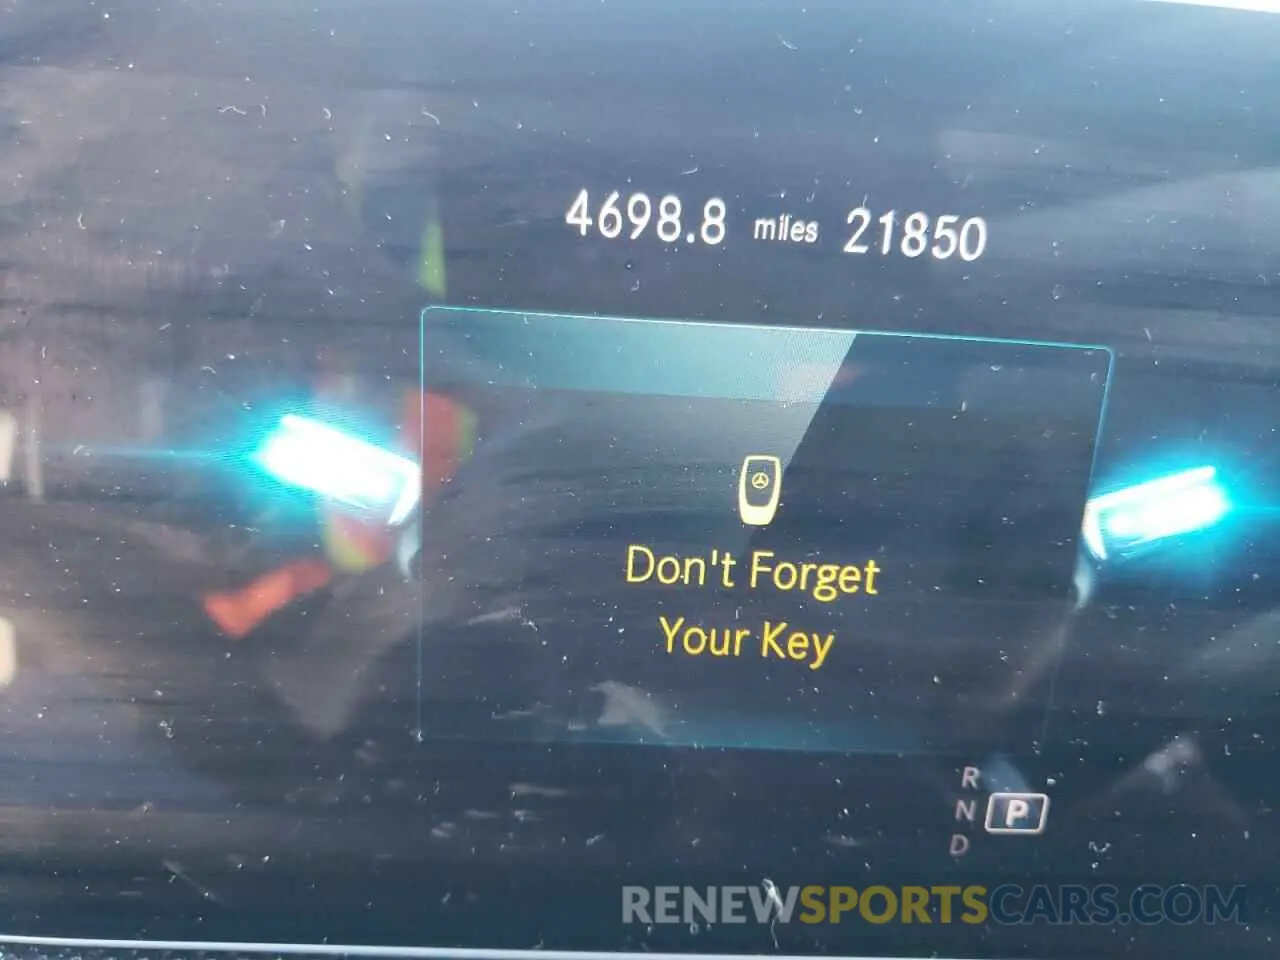 4698.8 miles 21850
Don't Forget
Your Key
R
N P
D
RENEWSPORTSCARS.COM